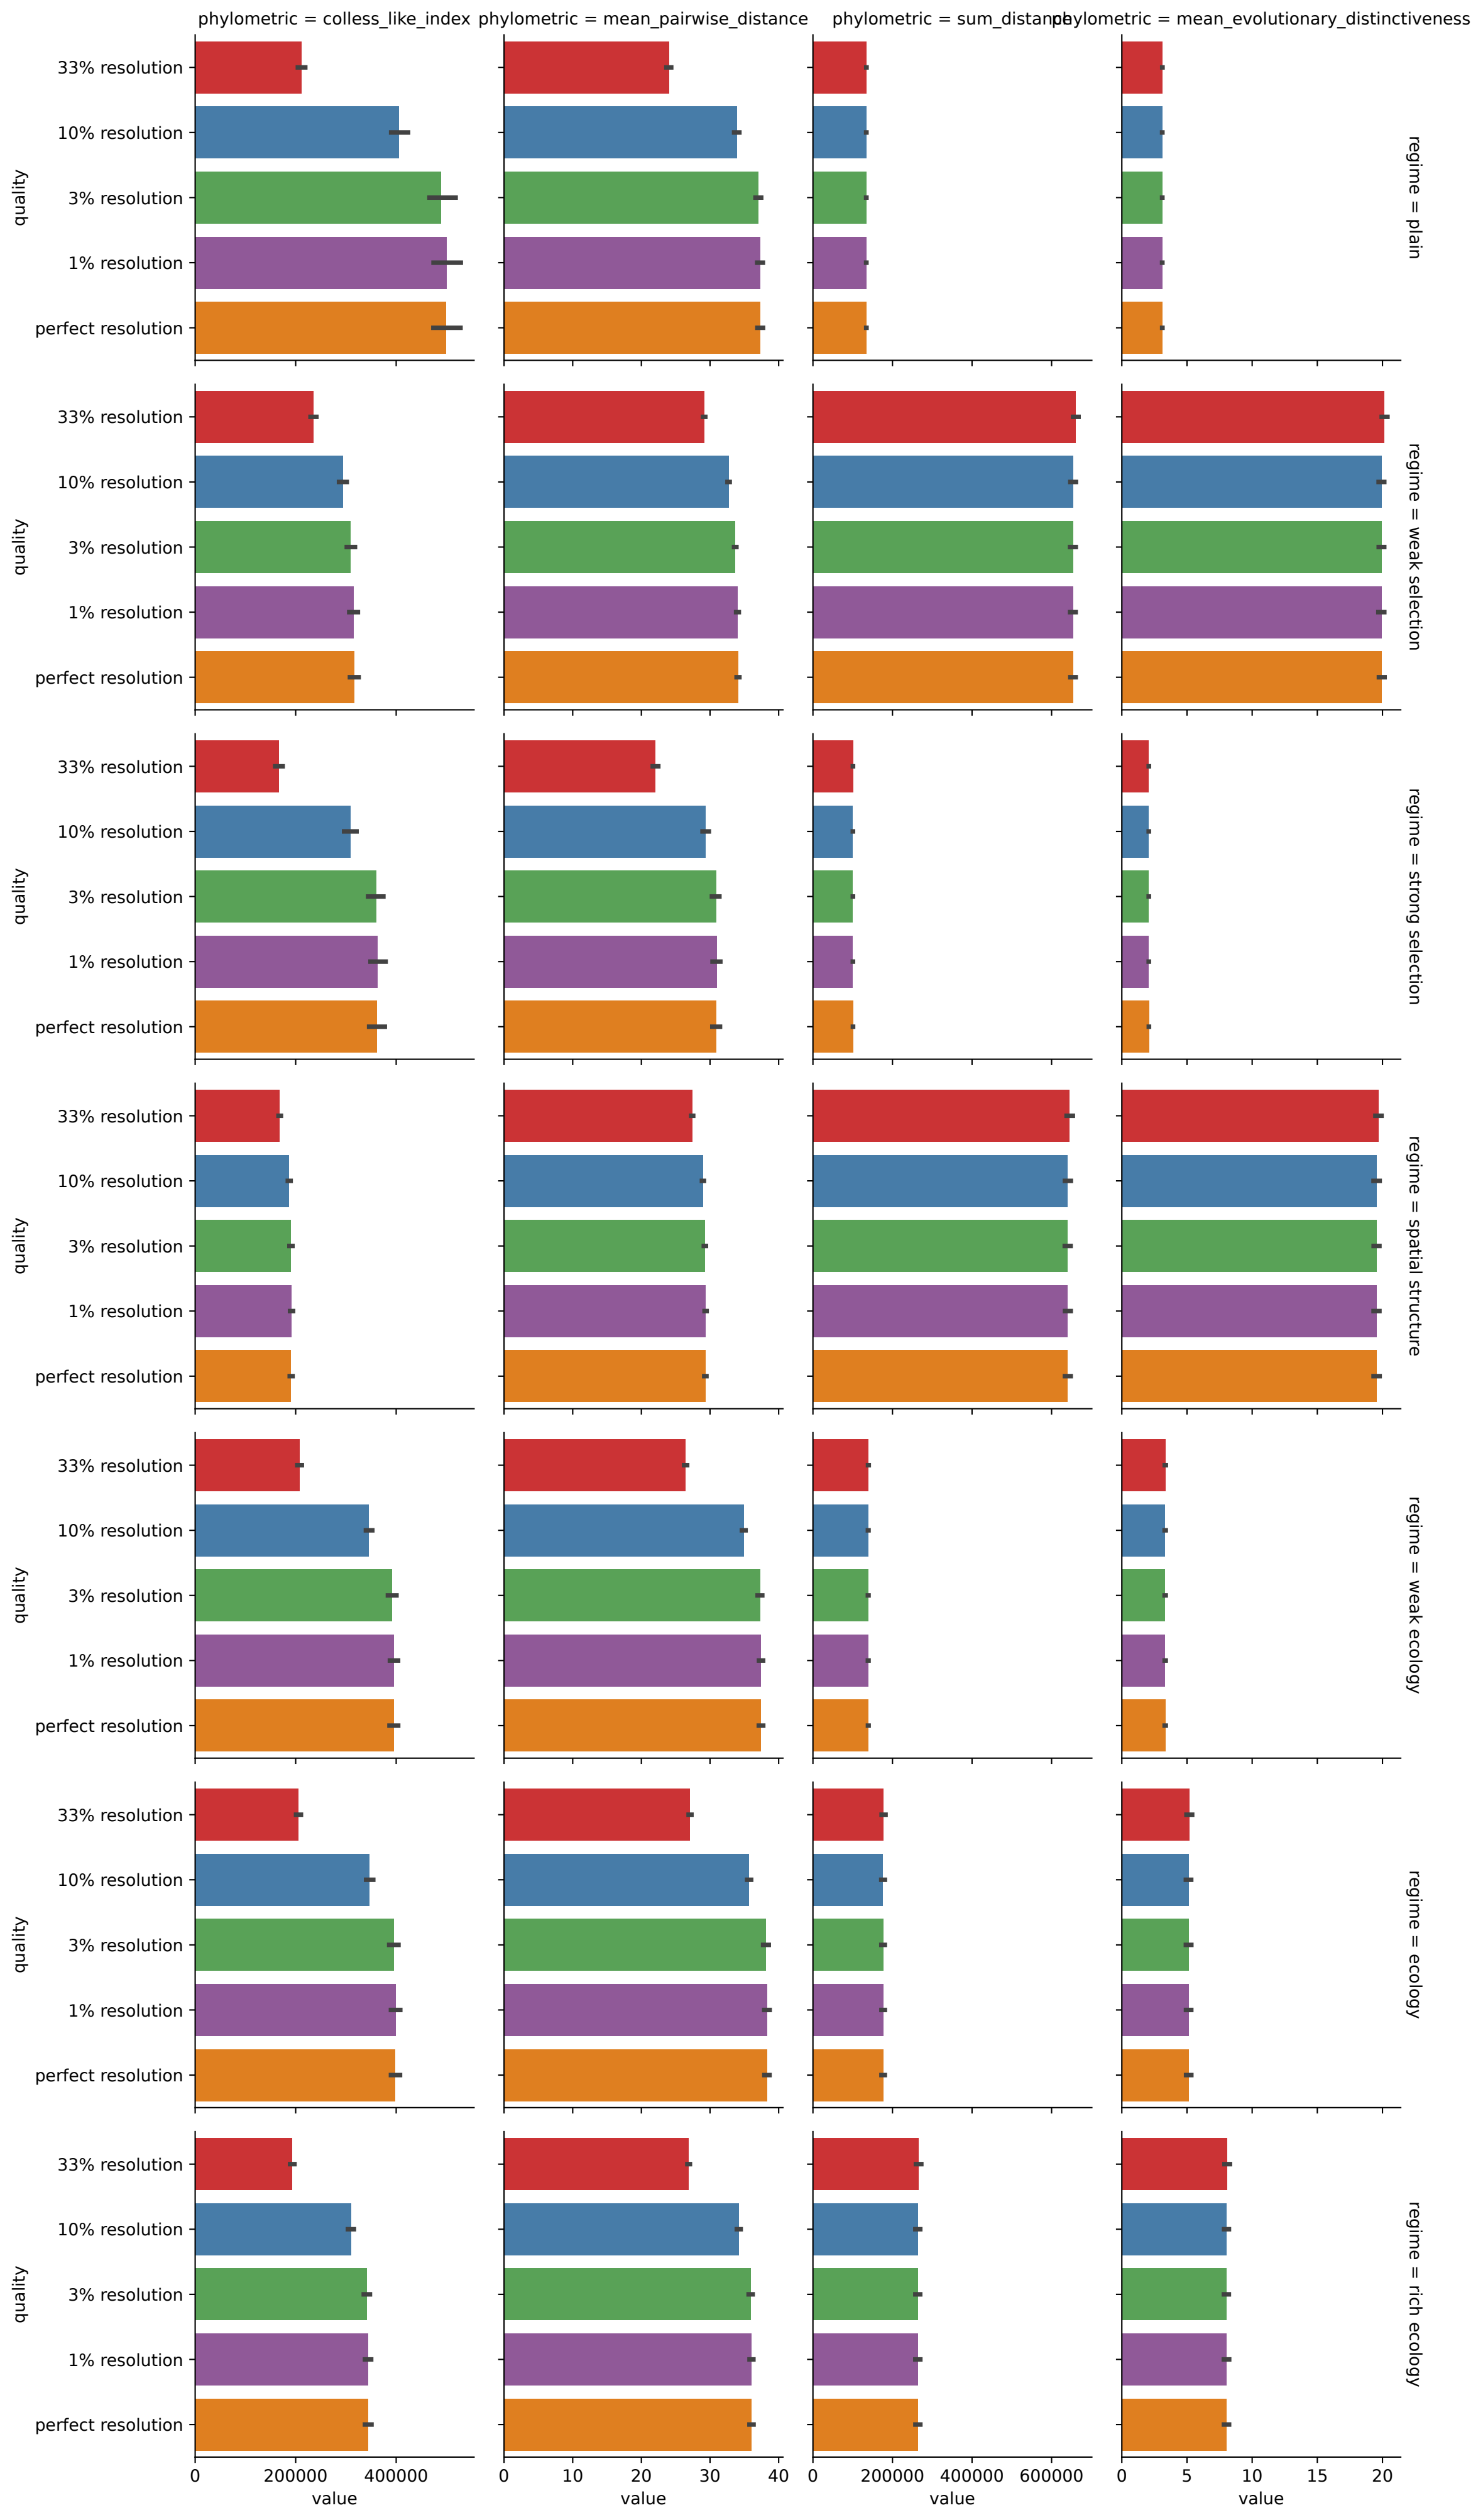 phylometric = colless_like_index
phylometric = mean_pairwise_distance
phylometric = sum_distance
phylometric = mean_evolutionary_distinctiveness
33% resolution
10% resolution
3% resolution
1% resolution
perfect resolution
quality
regime = plain
33% resolution
10% resolution
3% resolution
1% resolution
perfect resolution
quality
regime = weak selection
33% resolution
10% resolution
3% resolution
1% resolution
perfect resolution
quality
regime = strong selection
33% resolution
10% resolution
3% resolution
1% resolution
perfect resolution
quality
regime = spatial structure
33% resolution
10% resolution
3% resolution
1% resolution
perfect resolution
quality
regime = weak ecology
33% resolution
10% resolution
3% resolution
1% resolution
perfect resolution
quality
regime = ecology
33% resolution
10% resolution
3% resolution
1% resolution
perfect resolution
quality
regime = rich ecology
0 200000 400000
value
0 10 20 30 40
value
0 200000 400000 600000
value
0 5 10 15 20
value